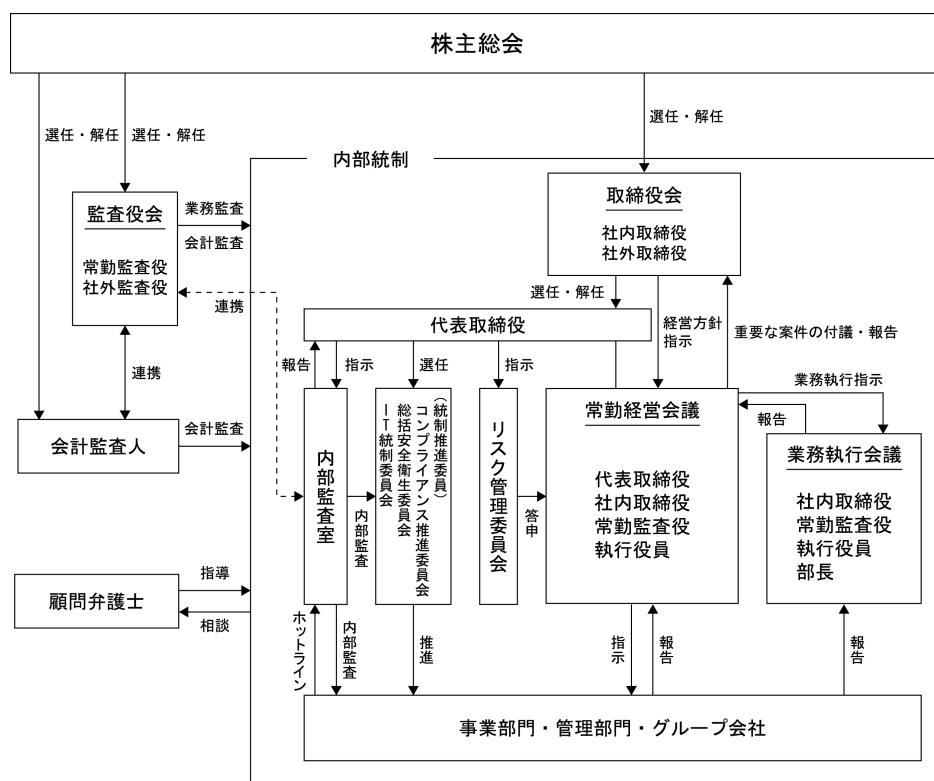 株主総会
選任・解任
選任・解任
選任・解任
内部統制
監査役会
常勤監査役
社外監査役
業務監査
会計監査
連携
連携
会計監査人
会計監査
顧問弁護士
指導
相談
取締役会
社内取締役
社外取締役
選任・解任
経営方針
指示
重要な案件の付議・報告
代表取締役
報告
指示
選任
指示
内部監査室
内部監査
(統制推進委員)
コンプライアンス推進委員会
総括安全衛生委員会
IT統制委員会
リスク管理委員会
答申
常勤経営会議
代表取締役
社内取締役
常勤監査役
執行役員
業務執行指示
報告
業務執行会議
社内取締役
常勤監査役
執行役員
部長
ホットライン
内部監査
推進
指示
報告
報告
事業部門・管理部門・グループ会社